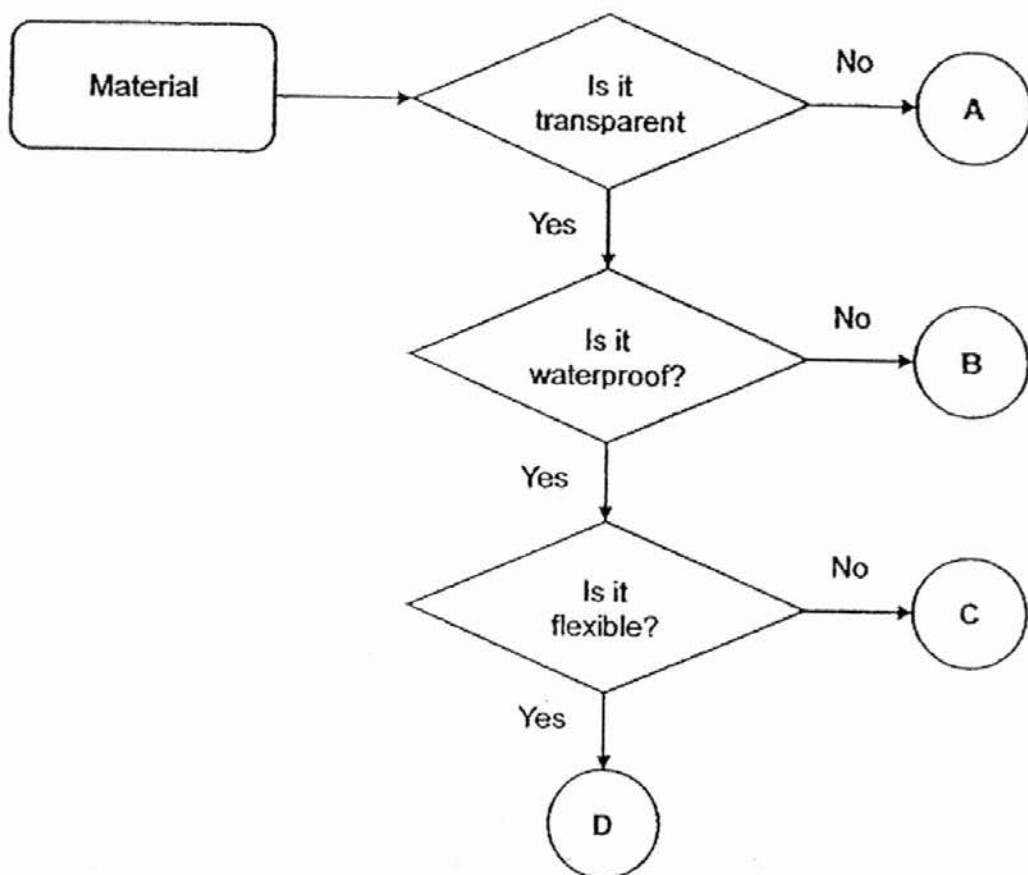 Material
Is it
transparent
No
A
Yes
Is it
waterproof?
No
B
Yes
Is it
flexible?
No
C
Yes
D